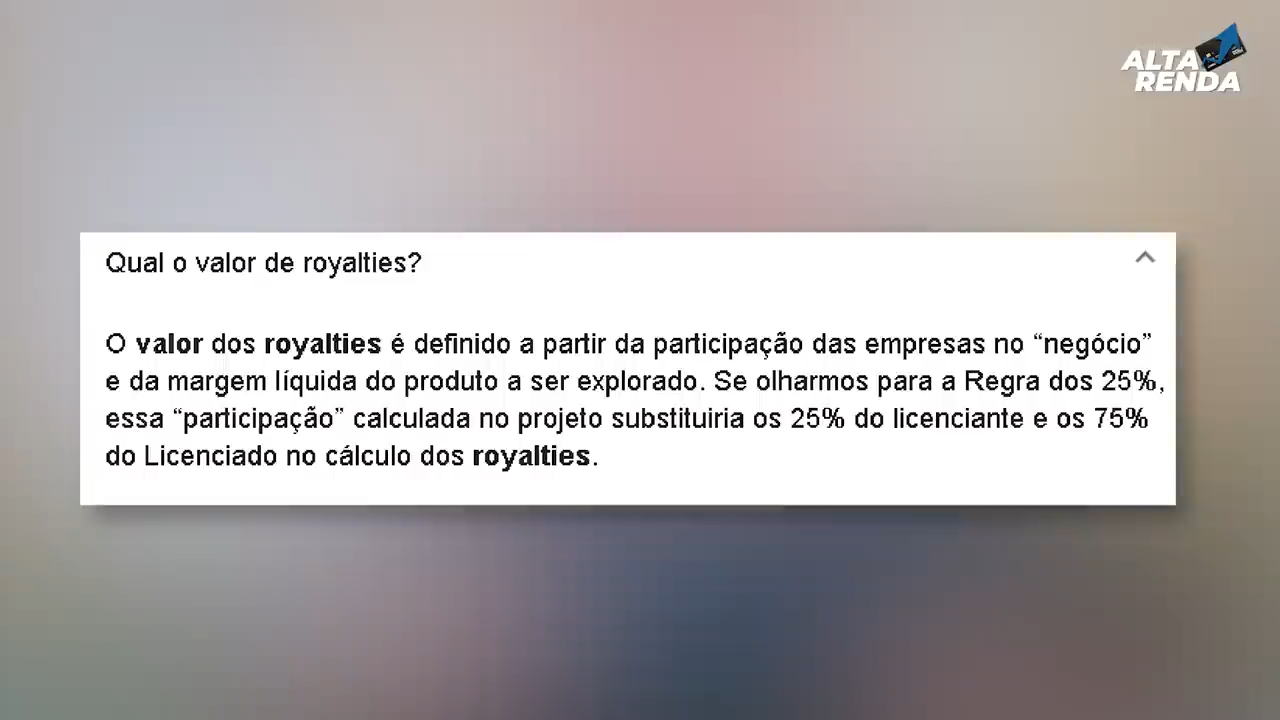 ALTA
RENDA
Qual o valor de royalties?
O valor dos royalties é definido a partir da participação das empresas no “negócio”
e da margem líquida do produto a ser explorado. Se olharmos para a Regra dos 25%,
essa “participação” calculada no projeto substituiria os 25% do licenciante e os 75%
do Licenciado no cálculo dos royalties.